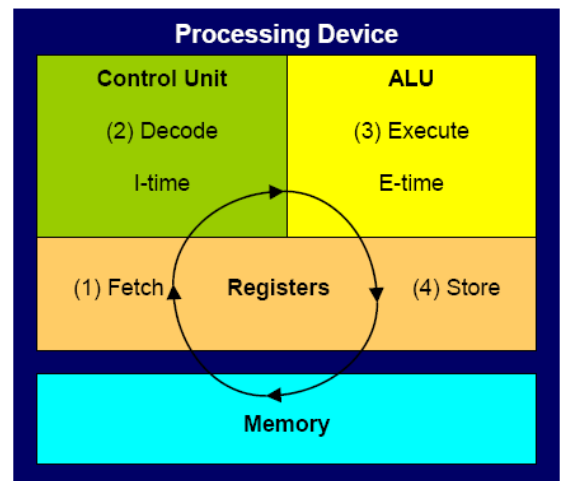 Processing Device
Control Unit
(2) Decode
I-time
ALU
(3) Execute
E-time
(1) Fetch
Registers
(4) Store
Memory